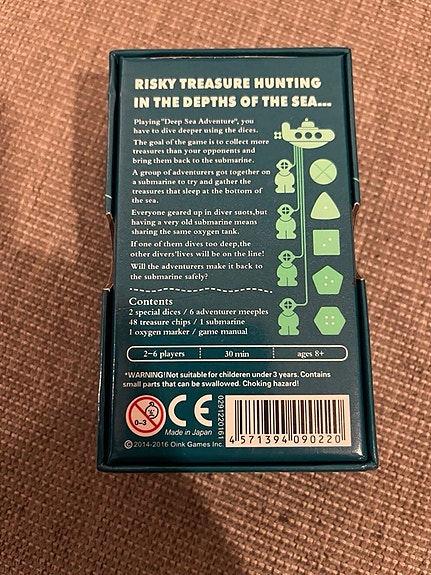 RISKY TREASURE HUNTING
IN THE DEPTHS OF THE SEA...
Playing "Deep Sea Adventure", you
have to dive deeper using the dices.
The goal of the game is to collect more
treasures than your opponents and
bring them back to the submarine.
A group of adventurers got together on
a submarine to try and gather the
treasures that sleep at the bottom of
the sea.
Everyone geared up in diver suots,but
having a very old submarine means
sharing the same oxygen tank.
If one of them dives too deep,the
other divers'lives will be on the line!
Will the adventurers make it back to
the submarine safely?
Contents
2 special dices / 6 adventurer meeples
48 treasure chips / 1 submarine
1 oxygen marker / game manual
2-6 players
30 min
ages 8+
*WARNING!Not suitable for childeren under 3 years. Contains
small parts that can be swallowed. Choking hazard!
0-3
CE
Made in Japan
©2014-2016 Oink Games Inc.
0291220161
4 571394 090220